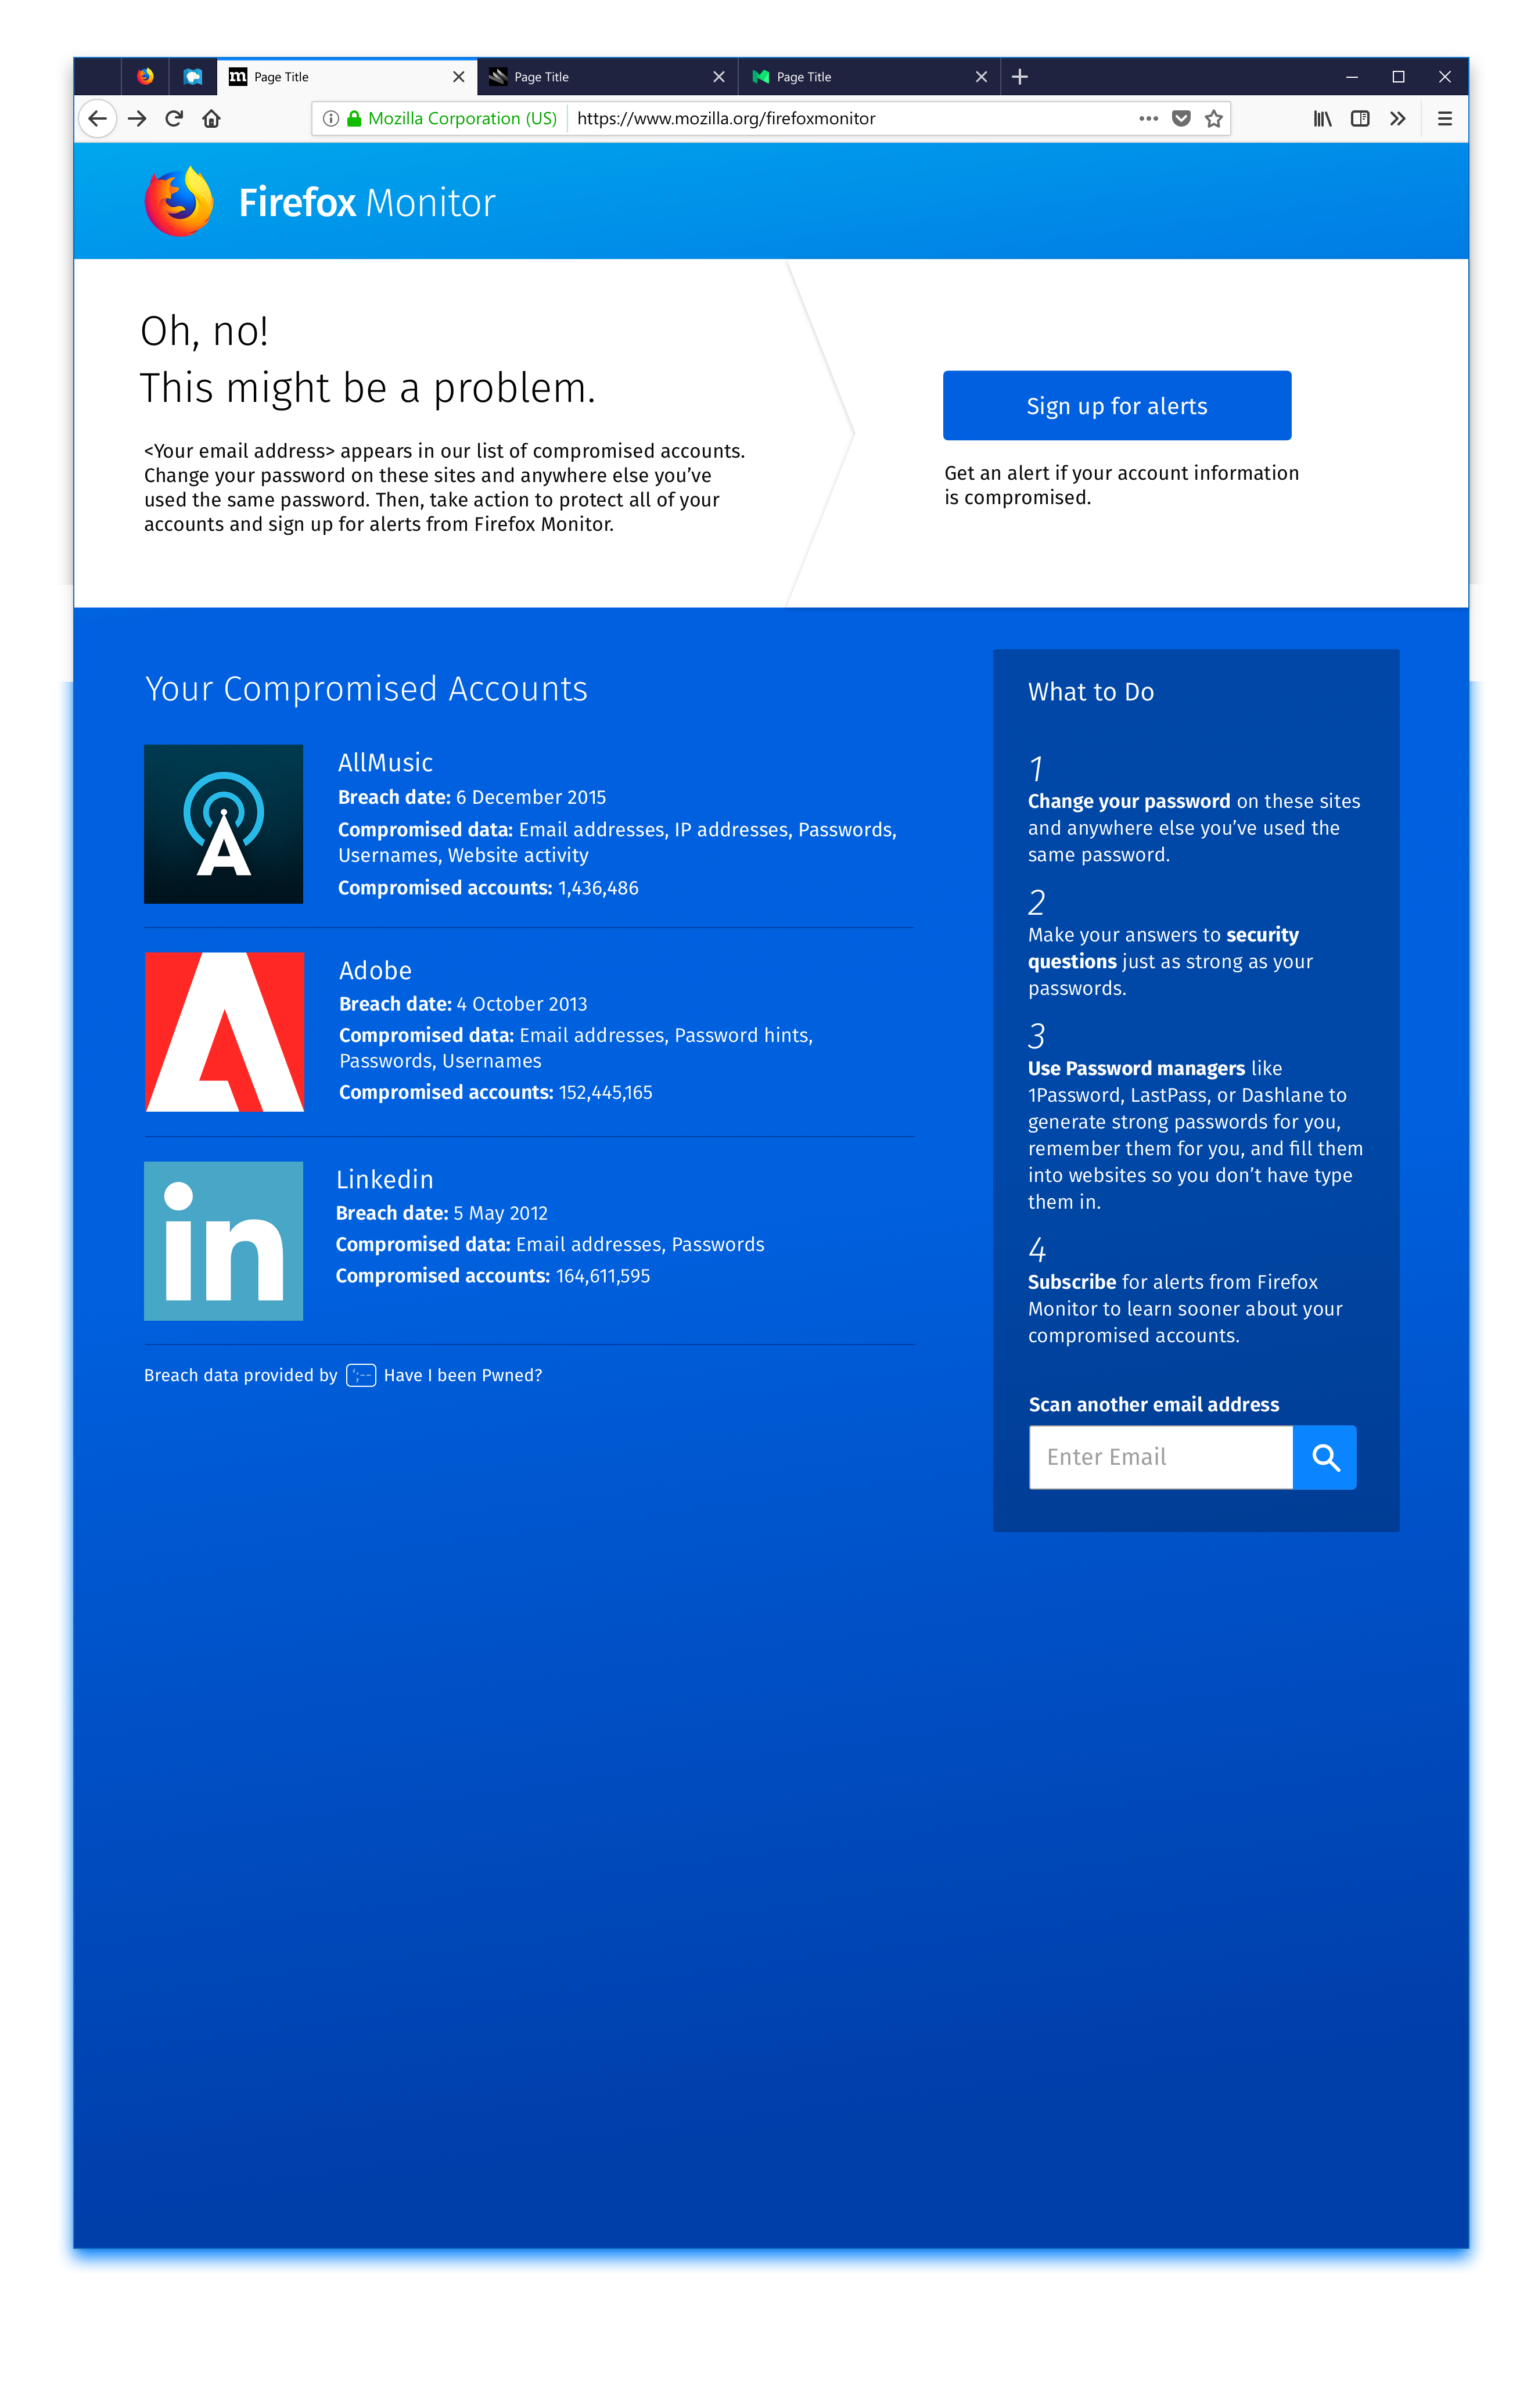 m Page Title
Page Title
Page Title
Mozilla Corporation (US) https://www.mozilla.org/firefoxmonitor
Firefox Monitor
Oh, no!
This might be a problem.
<Your email address> appears in our list of compromised accounts.
Change your password on these sites and anywhere else you’ve
used the same password. Then, take action to protect all of your
accounts and sign up for alerts from Firefox Monitor.
Sign up for alerts
Get an alert if your account information
is compromised.
Your Compromised Accounts
AllMusic
Breach date: 6 December 2015
Compromised data: Email addresses, IP addresses, Passwords,
Usernames, Website activity
Compromised accounts: 1,436,486
Adobe
Breach date: 4 October 2013
Compromised data: Email addresses, Password hints,
Passwords, Usernames
Compromised accounts: 152,445,165
in
Linkedin
Breach date: 5 May 2012
Compromised data: Email addresses, Passwords
Compromised accounts: 164,611,595
Breach data provided by ';-- Have I been Pwned?
What to Do
1
Change your password on these sites
and anywhere else you’ve used the
same password.
2
Make your answers to security
questions just as strong as your
passwords.
3
Use Password managers like
1Password, LastPass, or Dashlane to
generate strong passwords for you,
remember them for you, and fill them
into websites so you don’t have type
them in.
4
Subscribe for alerts from Firefox
Monitor to learn sooner about your
compromised accounts.
Scan another email address
Enter Email